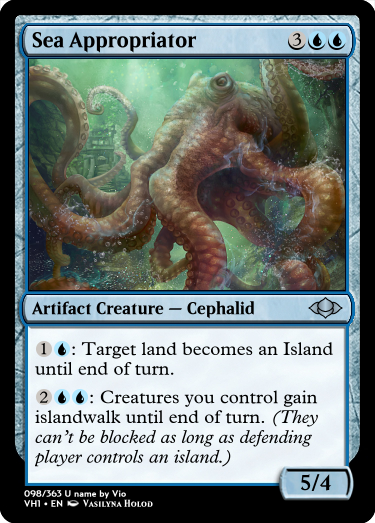 Sea Appropriator 3
Artifact Creature — Cephalid
1: Target land becomes an Island
until end of turn.
2: Creatures you control gain
islandwalk until end of turn. (They
can't be blocked as long as defending
player controls an island.)
5/4
098/363 U name by Vio
VH1 • EN Vasilyna Holod